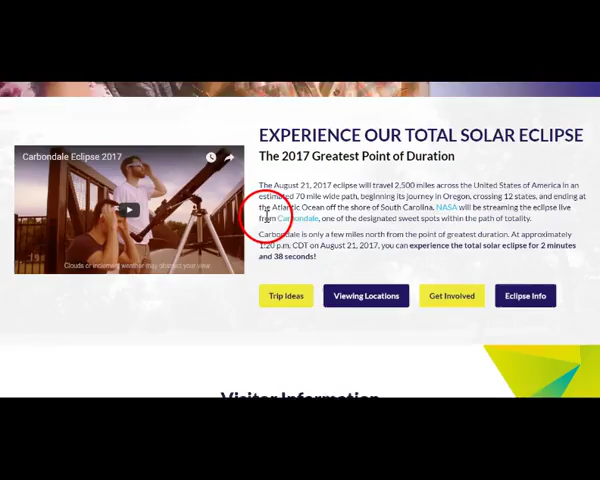 Carbondale Eclipse 2017
Clouds or inclement weather may obstruct your view
EXPERIENCE OUR TOTAL SOLAR ECLIPSE
The 2017 Greatest Point of Duration
The August 21, 2017 eclipse will travel 2,500 miles across the United States of America in an
estimated 70 mile wide path, beginning its journey in Oregon, crossing 12 states, and ending at
the Atlantic Ocean off the shore of South Carolina. NASA will be streaming the eclipse live
from Carbondale, one of the designated sweet spots within the path of totality.
Carbondale is only a few miles north from the point of greatest duration. At approximately
1:20 p.m. CDT on August 21, 2017, you can experience the total solar eclipse for 2 minutes
and 38 seconds!
Trip Ideas
Viewing Locations
Get Involved
Eclipse Info
Visitor Information